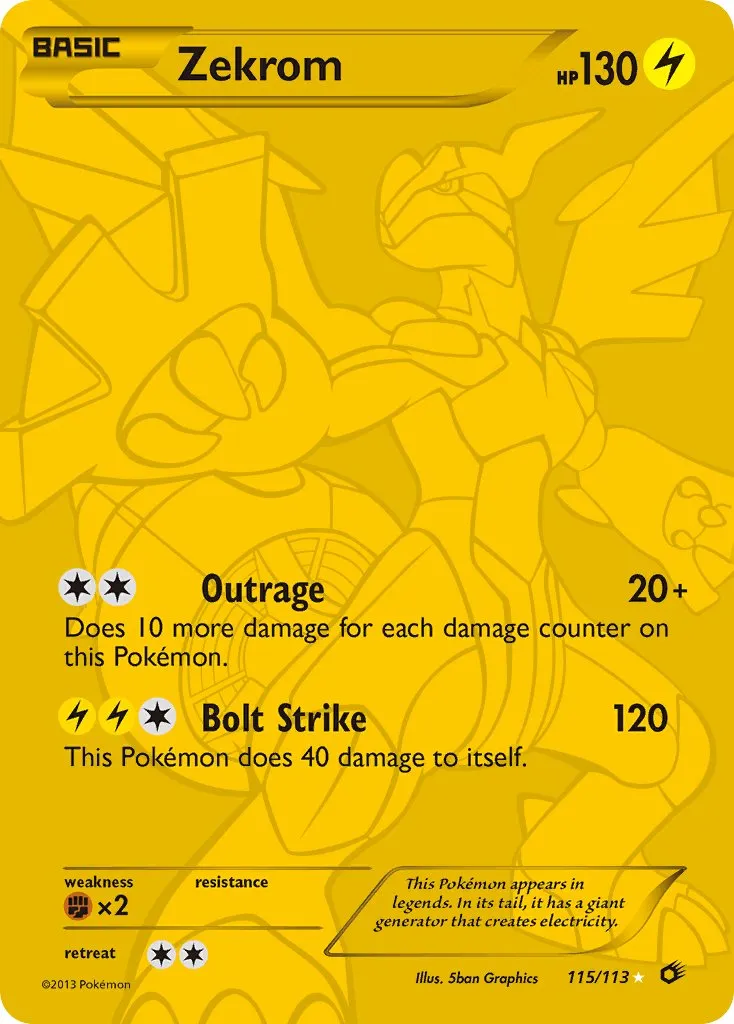 BASIC Zekrom HP130
Outrage 20+
Does 10 more damage for each damage counter on
this Pokémon.
Bolt Strike 120
This Pokémon does 40 damage to itself.
weakness resistance
×2
retreat
This Pokémon appears in
legends. In its tail, it has a giant
generator that creates electricity.
©2013 Pokémon Illus. 5ban Graphics 115/113